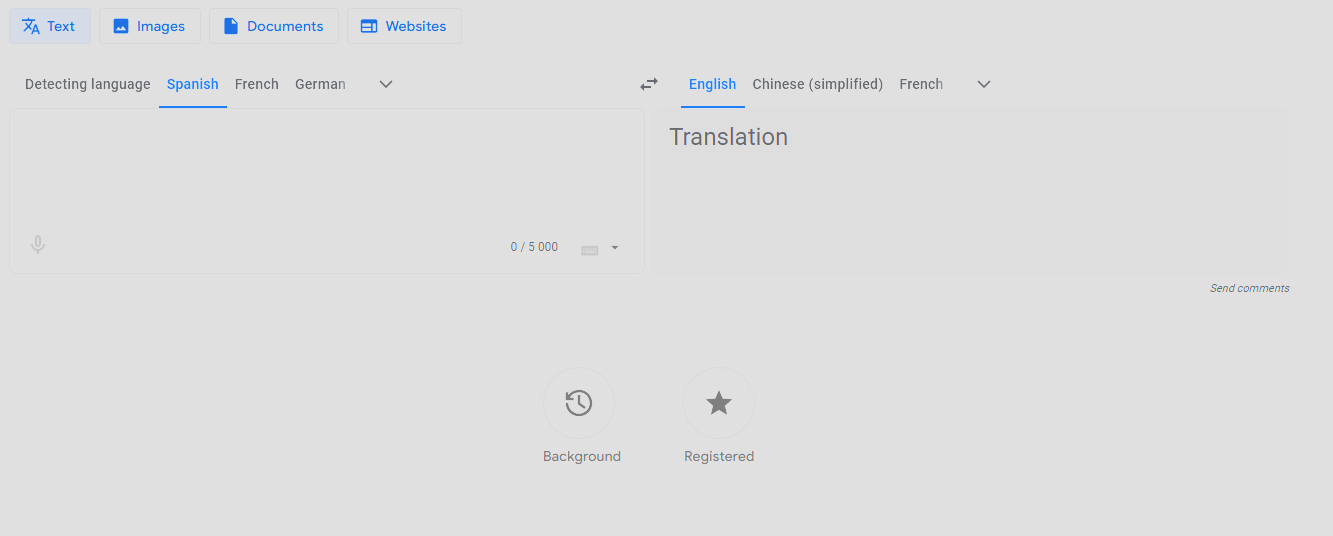 Text Images Documents Websites
Detecting language Spanish French German English Chinese (simplified) French
Translation
0 / 5 000
Send comments
Background Registered